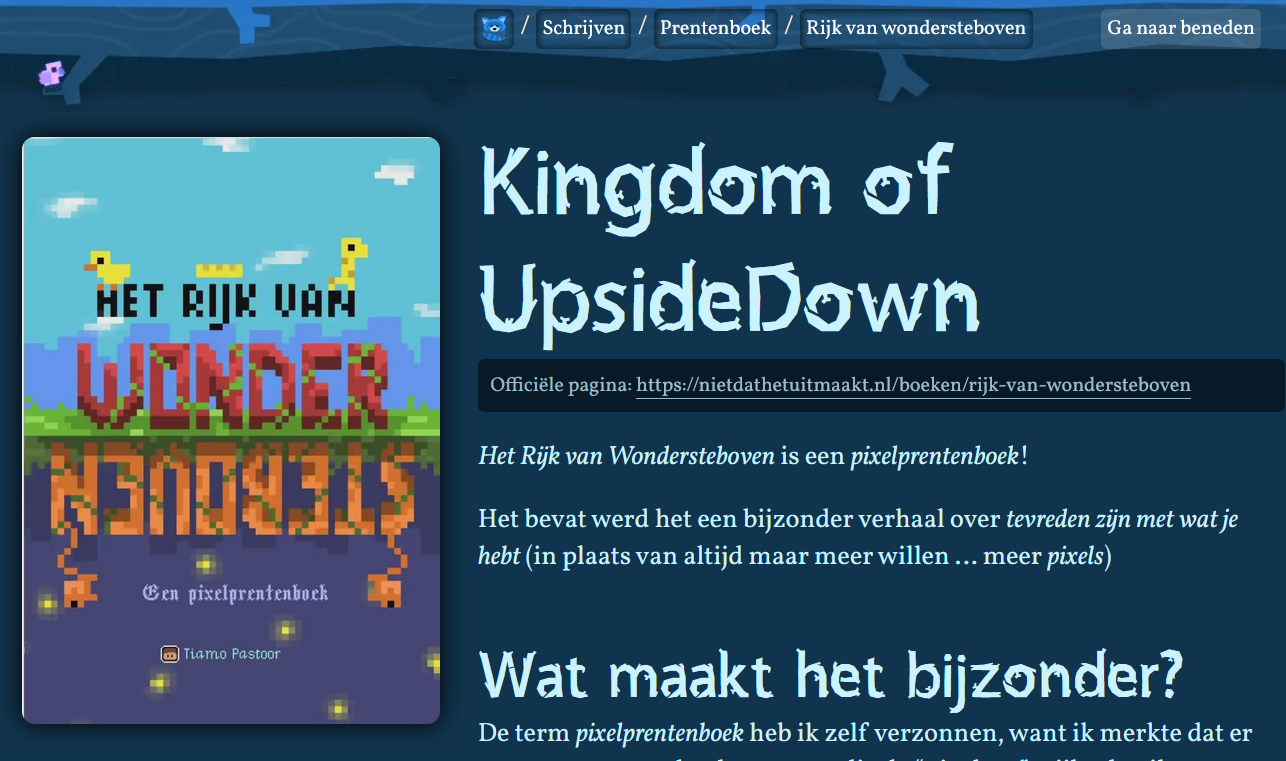 / Schrijven / Prentenboek / Rijk van wondersteboven
Ga naar beneden
HET RIJK VAN
WONDER
STEBOVEN
Een pixelprentenboek
Tiamo Pastoor
Kingdom of
UpsideDown
Officiële pagina: https://nietdathetuitmaakt.nl/boeken/rijk-van-wondersteboven
Het Rijk van Wondersteboven is een pixelprentenboek!
Het bevat werd het een bijzonder verhaal over tevreden zijn met wat je
hebt (in plaats van altijd maar meer willen … meer pixels)
Wat maakt het bijzonder?
De term pixelprentenboek heb ik zelf verzonnen, want ik merkte dat er